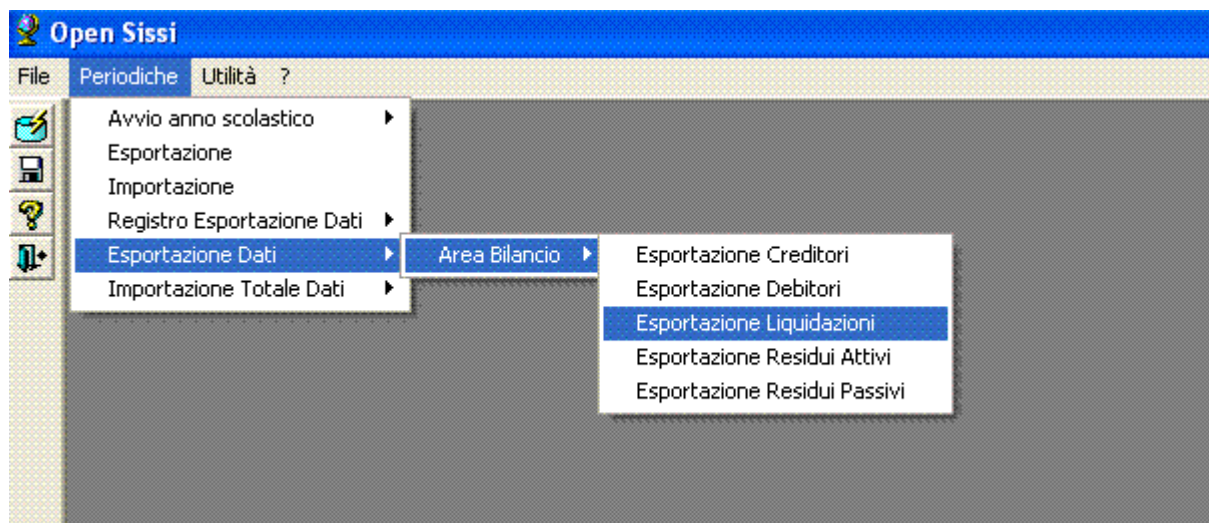 Open Sissi
File Periodiche Utilità ?
Avvio anno scolastico
Esportazione
Importazione
Registro Esportazione Dati
Esportazione Dati
Importazione Totale Dati
Area Bilancio
Esportazione Creditori
Esportazione Debitori
Esportazione Liquidazioni
Esportazione Residui Attivi
Esportazione Residui Passivi